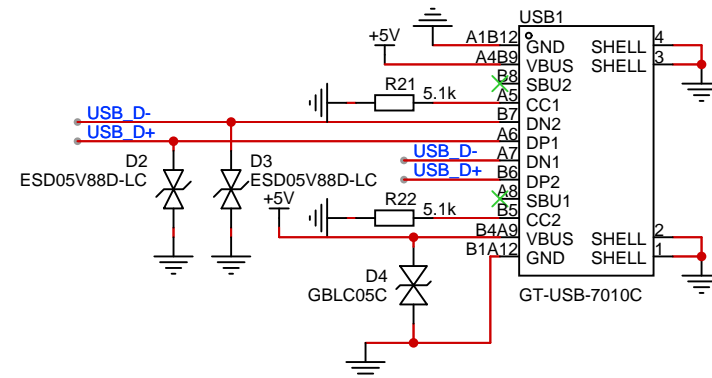 USB1
+5V
A1B12 GND SHELL 4
A4B9 VBUS SHELL 3
B8 SBU2
R21 5.1k A5 CC1
USB_D- B7 DN2
USB_D+ A6 DP1
USB_D- A7 DN1
USB_D+ B6 DP2
D2
ESD05V88D-LC
D3
ESD05V88D-LC
A8 SBU1
+5V
R22 5.1k B5 CC2
B4A9 VBUS SHELL 2
B1A12 GND SHELL 1
D4
GBLC05C
GT-USB-7010C